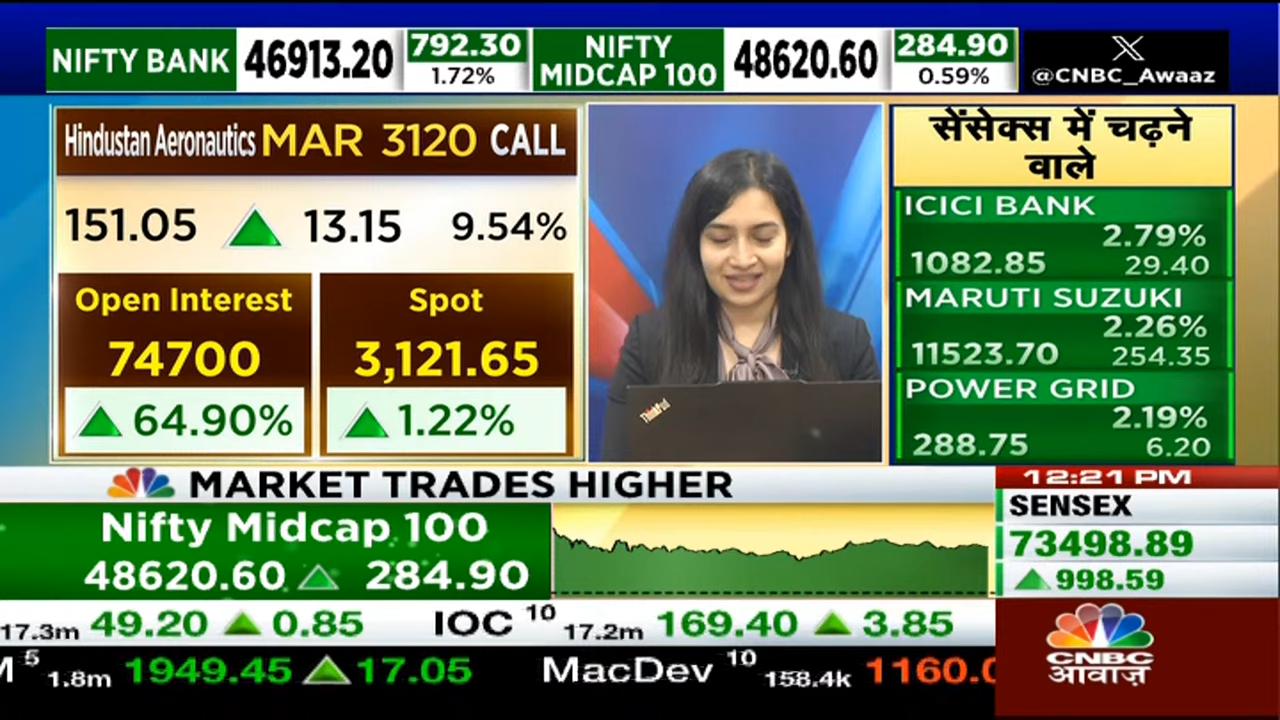 NIFTY BANK 46913.20 792.30 1.72%
NIFTY MIDCAP 100 48620.60 284.90 0.59%
@CNBC_Awaaz
Hindustan Aeronautics MAR 3120 CALL
151.05 13.15 9.54%
Open Interest
74700
64.90%
Spot
3,121.65
1.22%
ThinkPad
सेंसेक्स में चढ़ने
वाले
ICICI BANK
2.79%
1082.85 29.40
MARUTI SUZUKI
2.26%
11523.70 254.35
POWER GRID
2.19%
288.75 6.20
MARKET TRADES HIGHER
Nifty Midcap 100
48620.60 284.90
12:21 PM
SENSEX
73498.89
998.59
17.3m 49.20 0.85 IOC 10 17.2m 169.40 3.85
M 5 1.8m 1949.45 17.05 MacDev 10 158.4k 1160.0
CNBC
आवाज़